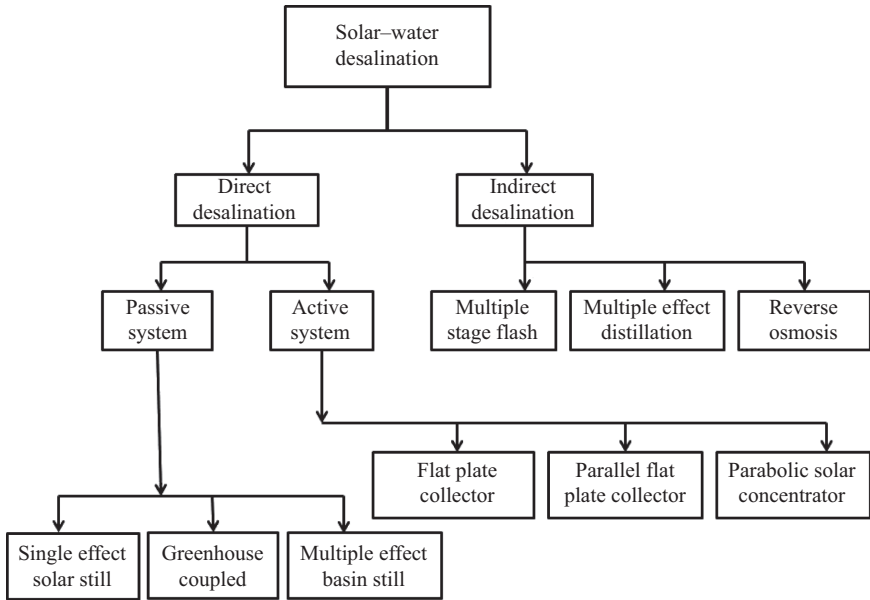 Solar–water
desalination
Direct
desalination
Indirect
desalination
Passive
system
Active
system
Multiple
stage flash
Multiple effect
distillation
Reverse
osmosis
Flat plate
collector
Parallel flat
plate collector
Parabolic solar
concentrator
Single effect
solar still
Greenhouse
coupled
Multiple effect
basin still